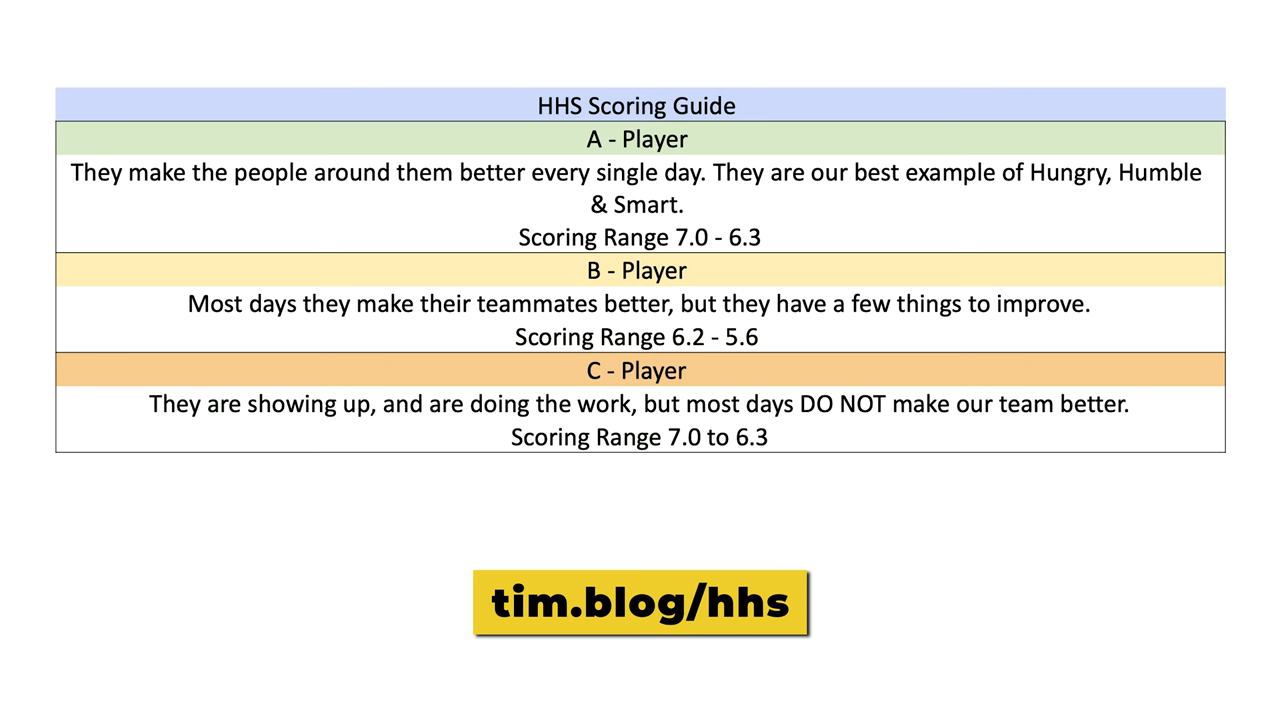 HHS Scoring Guide
A - Player
They make the people around them better every single day. They are our best example of Hungry, Humble
& Smart.
Scoring Range 7.0 - 6.3
B - Player
Most days they make their teammates better, but they have a few things to improve.
Scoring Range 6.2 - 5.6
C - Player
They are showing up, and are doing the work, but most days DO NOT make our team better.
Scoring Range 7.0 to 6.3
tim.blog/hhs